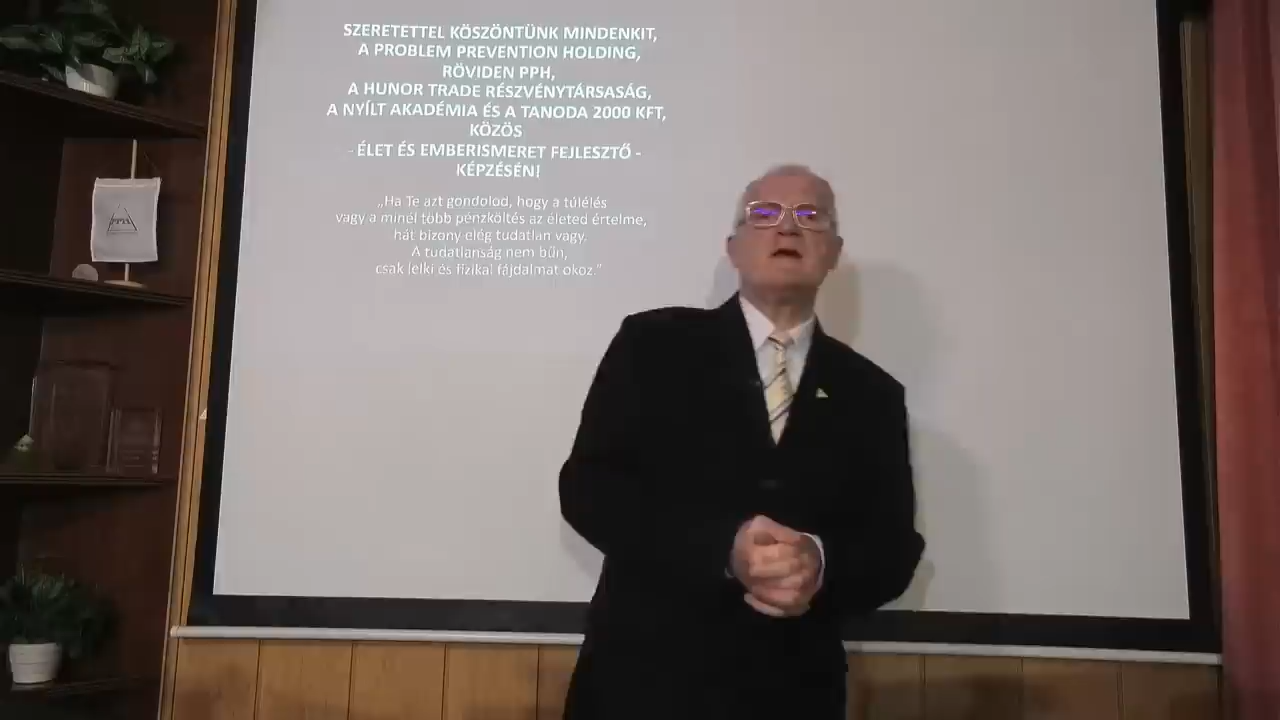 SZERETETTEL KÖSZÖNTÜNK MINDENKIT,
A PROBLEM PREVENTION HOLDING,
RÖVIDEN PPH,
A HUNOR TRADE RÉSZVÉNYTÁRSASÁG,
A NYÍLT AKADÉMIA ÉS A TANODA 2000 KFT,
KÖZÖS
- ÉLET ÉS EMBERISMERET FEJLESZTŐ -
KÉPZÉSÉN!
„Ha Te azt gondolod, hogy a túlélés
vagy a minél több pénzköltés az életed értelme,
hát bizony elég tudatlan vagy.
A tudatlanság nem bűn,
csak lelki és fizikai fájdalmat okoz."
PPH